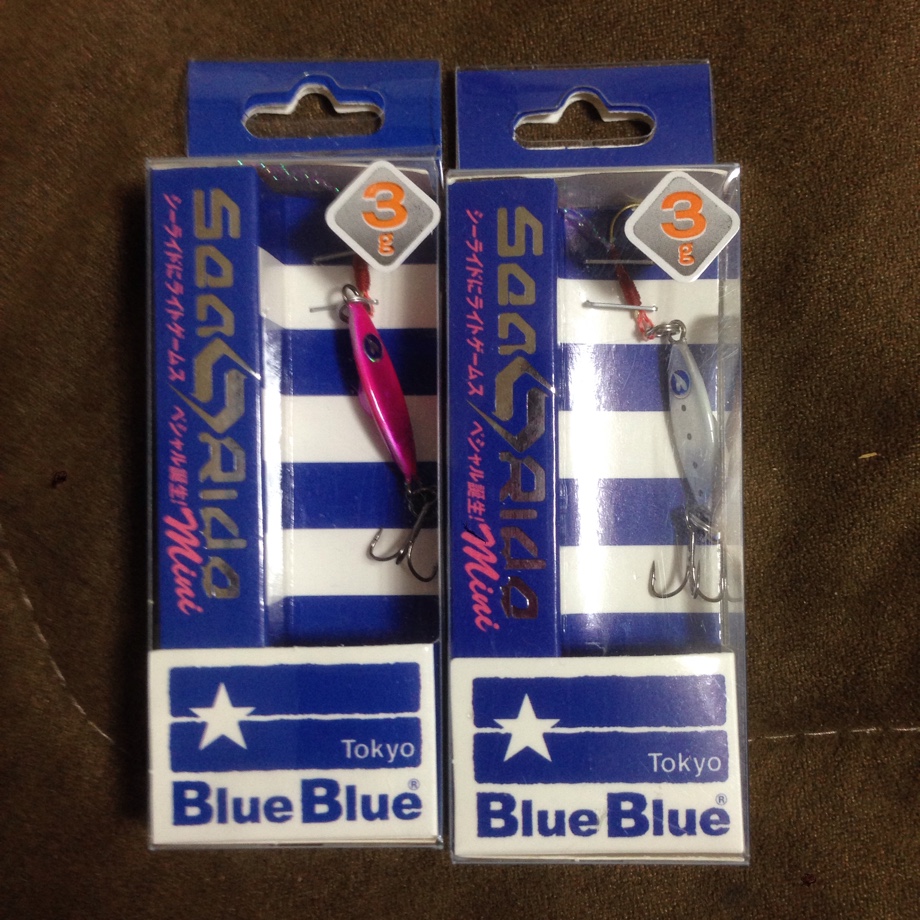 3g
SeaRide
シーライドにライトゲームスペシャル誕生!
Mini
Tokyo
BlueBlue®
3g
SeaRide
シーライドにライトゲームスペシャル誕生!
Mini
Tokyo
BlueBlue®